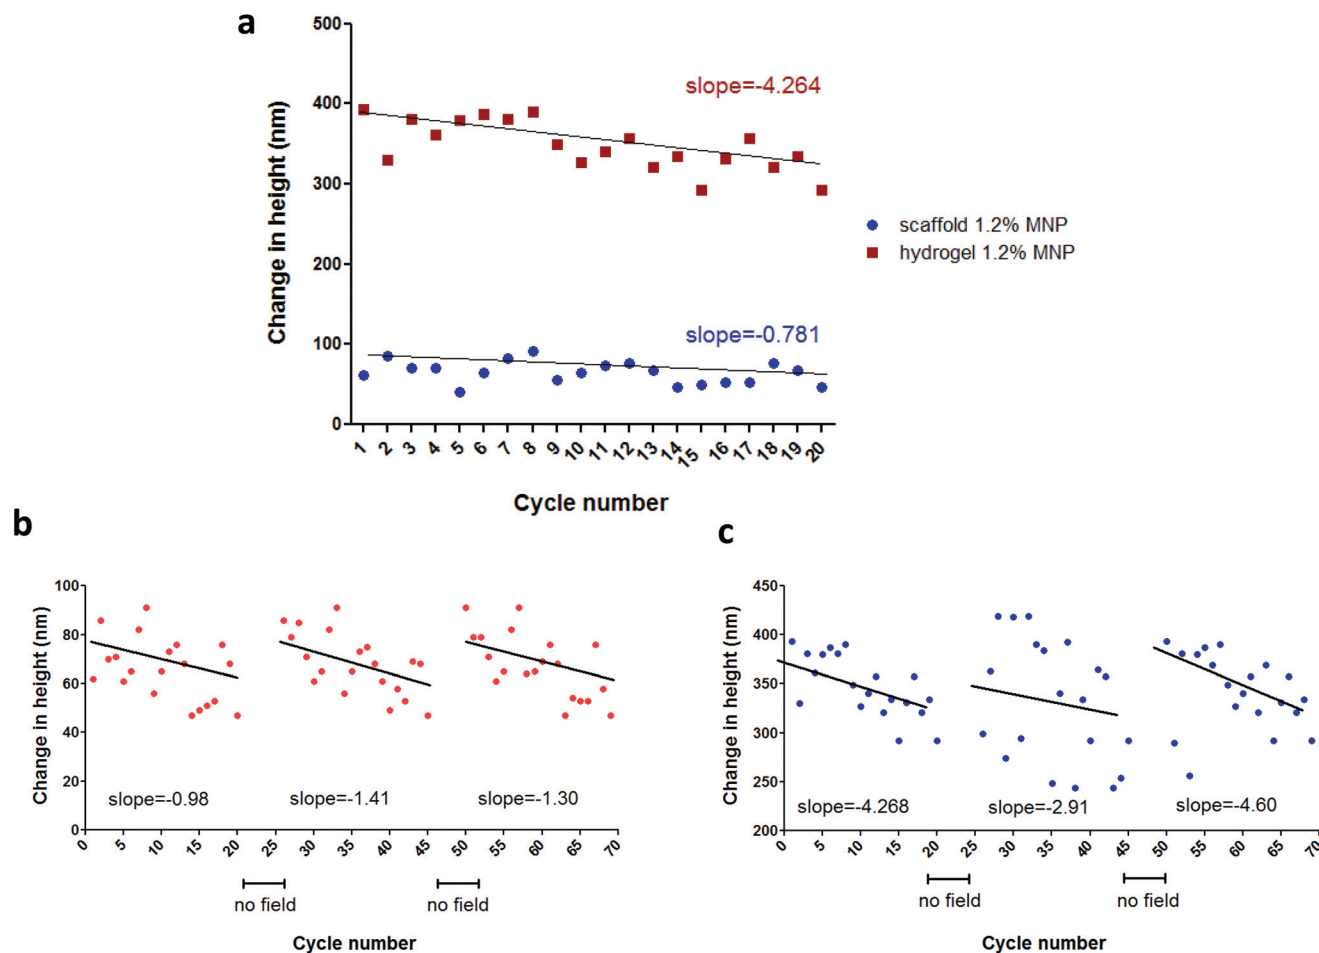 a
500
400
300
200
100
0
Change in height (nm)
slope=-4.264
slope=-0.781
scaffold 1.2% MNP
hydrogel 1.2% MNP
1 2 3 4 5 6 7 8 9 10 11 12 13 14 15 16 17 18 19 20
Cycle number
b
100
80
60
40
20
0
Change in height (nm)
slope=-0.98 slope=-1.41 slope=-1.30
0 5 10 15 20 25 30 35 40 45 50 55 60 65 70
no field no field
Cycle number
c
450
400
350
300
250
200
Change in height (nm)
slope=-4.268 slope=-2.91 slope=-4.60
0 5 10 15 20 25 30 35 40 45 50 55 60 65 70
no field no field
Cycle number